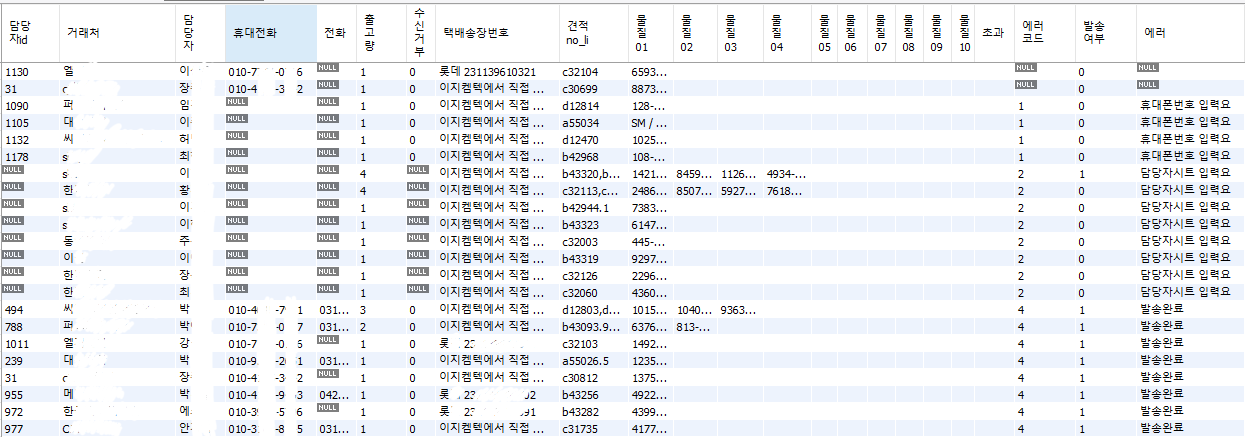 담당자id 거래처 담당자 휴대전화 전화 출고량 수신거부 택배송장번호 견적no_li 물질01 물질02 물질03 물질04 물질05 물질06 물질07 물질08 물질09 물질10 초과 에러코드 발송여부 에러
1130 엘 이 010-7 -0 6 NULL 1 0 롯데 231139610321 c32104 6593... NULL 0 NULL
31 장 010-4 -3 2 NULL 1 0 이지켐텍에서 직접 ... c30699 8873... NULL 0 NULL
1090 퍼 임 NULL NULL 1 0 이지켐텍에서 직접 ... d12814 128-... 1 0 휴대폰번호 입력요
1105 대 이 NULL NULL 1 0 이지켐텍에서 직접 ... a55034 SM / ... 1 0 휴대폰번호 입력요
1132 씨 허 NULL NULL 1 0 이지켐텍에서 직접 ... d12470 1025... 1 0 휴대폰번호 입력요
1178 s 최 NULL NULL 1 0 이지켐텍에서 직접 ... b42968 108-... 1 0 휴대폰번호 입력요
NULL s 이 NULL NULL 4 NULL 이지켐텍에서 직접 ... b43320,b... 1421... 8459... 1126... 4934-... 2 1 담당자시트 입력요
NULL 한 황 NULL NULL 4 NULL 이지켐텍에서 직접 ... c32113,c... 2486... 8507... 5927... 7618... 2 0 담당자시트 입력요
NULL s 이 NULL NULL 1 NULL 이지켐텍에서 직접 ... b42944.1 7383... 2 0 담당자시트 입력요
NULL s 이 NULL NULL 1 NULL 이지켐텍에서 직접 ... b43323 6147... 2 0 담당자시트 입력요
NULL 동 주 NULL NULL 1 NULL 이지켐텍에서 직접 ... c32003 445-... 2 0 담당자시트 입력요
NULL 이 이 NULL NULL 1 NULL 이지켐텍에서 직접 ... b43319 9297... 2 0 담당자시트 입력요
NULL 한 장 NULL NULL 1 NULL 이지켐텍에서 직접 ... c32126 2296... 2 0 담당자시트 입력요
NULL 한 최 NULL NULL 1 NULL 이지켐텍에서 직접 ... c32060 4360... 2 0 담당자시트 입력요
494 씨 박 010-4 -7 1 031... 3 0 이지켐텍에서 직접 ... d12803,d... 1015... 1040... 9363... 4 1 발송완료
788 퍼 박 010-7 -0 7 031... 2 0 이지켐텍에서 직접 ... b43093.9... 6376... 813-... 4 1 발송완료
1011 엘 강 010-7 -0 6 NULL 1 0 롯 23 c32103 1492... 4 1 발송완료
239 대 박 010-9 -2 1 031... 1 0 이지켐텍에서 직접 ... a55026.5 1235... 4 1 발송완료
31 장 010-4 -3 2 NULL 1 0 이지켐텍에서 직접 ... c30812 1375... 4 1 발송완료
955 메 박 010-4 -9 3 042... 1 0 롯 23 02 b43256 4922... 4 1 발송완료
972 한 에 010-3 -5 6 NULL 1 0 롯 23 91 b43282 4399... 4 1 발송완료
977 C 안 010-3 -8 5 031... 1 0 이지켐텍에서 직접 ... c31735 4177... 4 1 발송완료